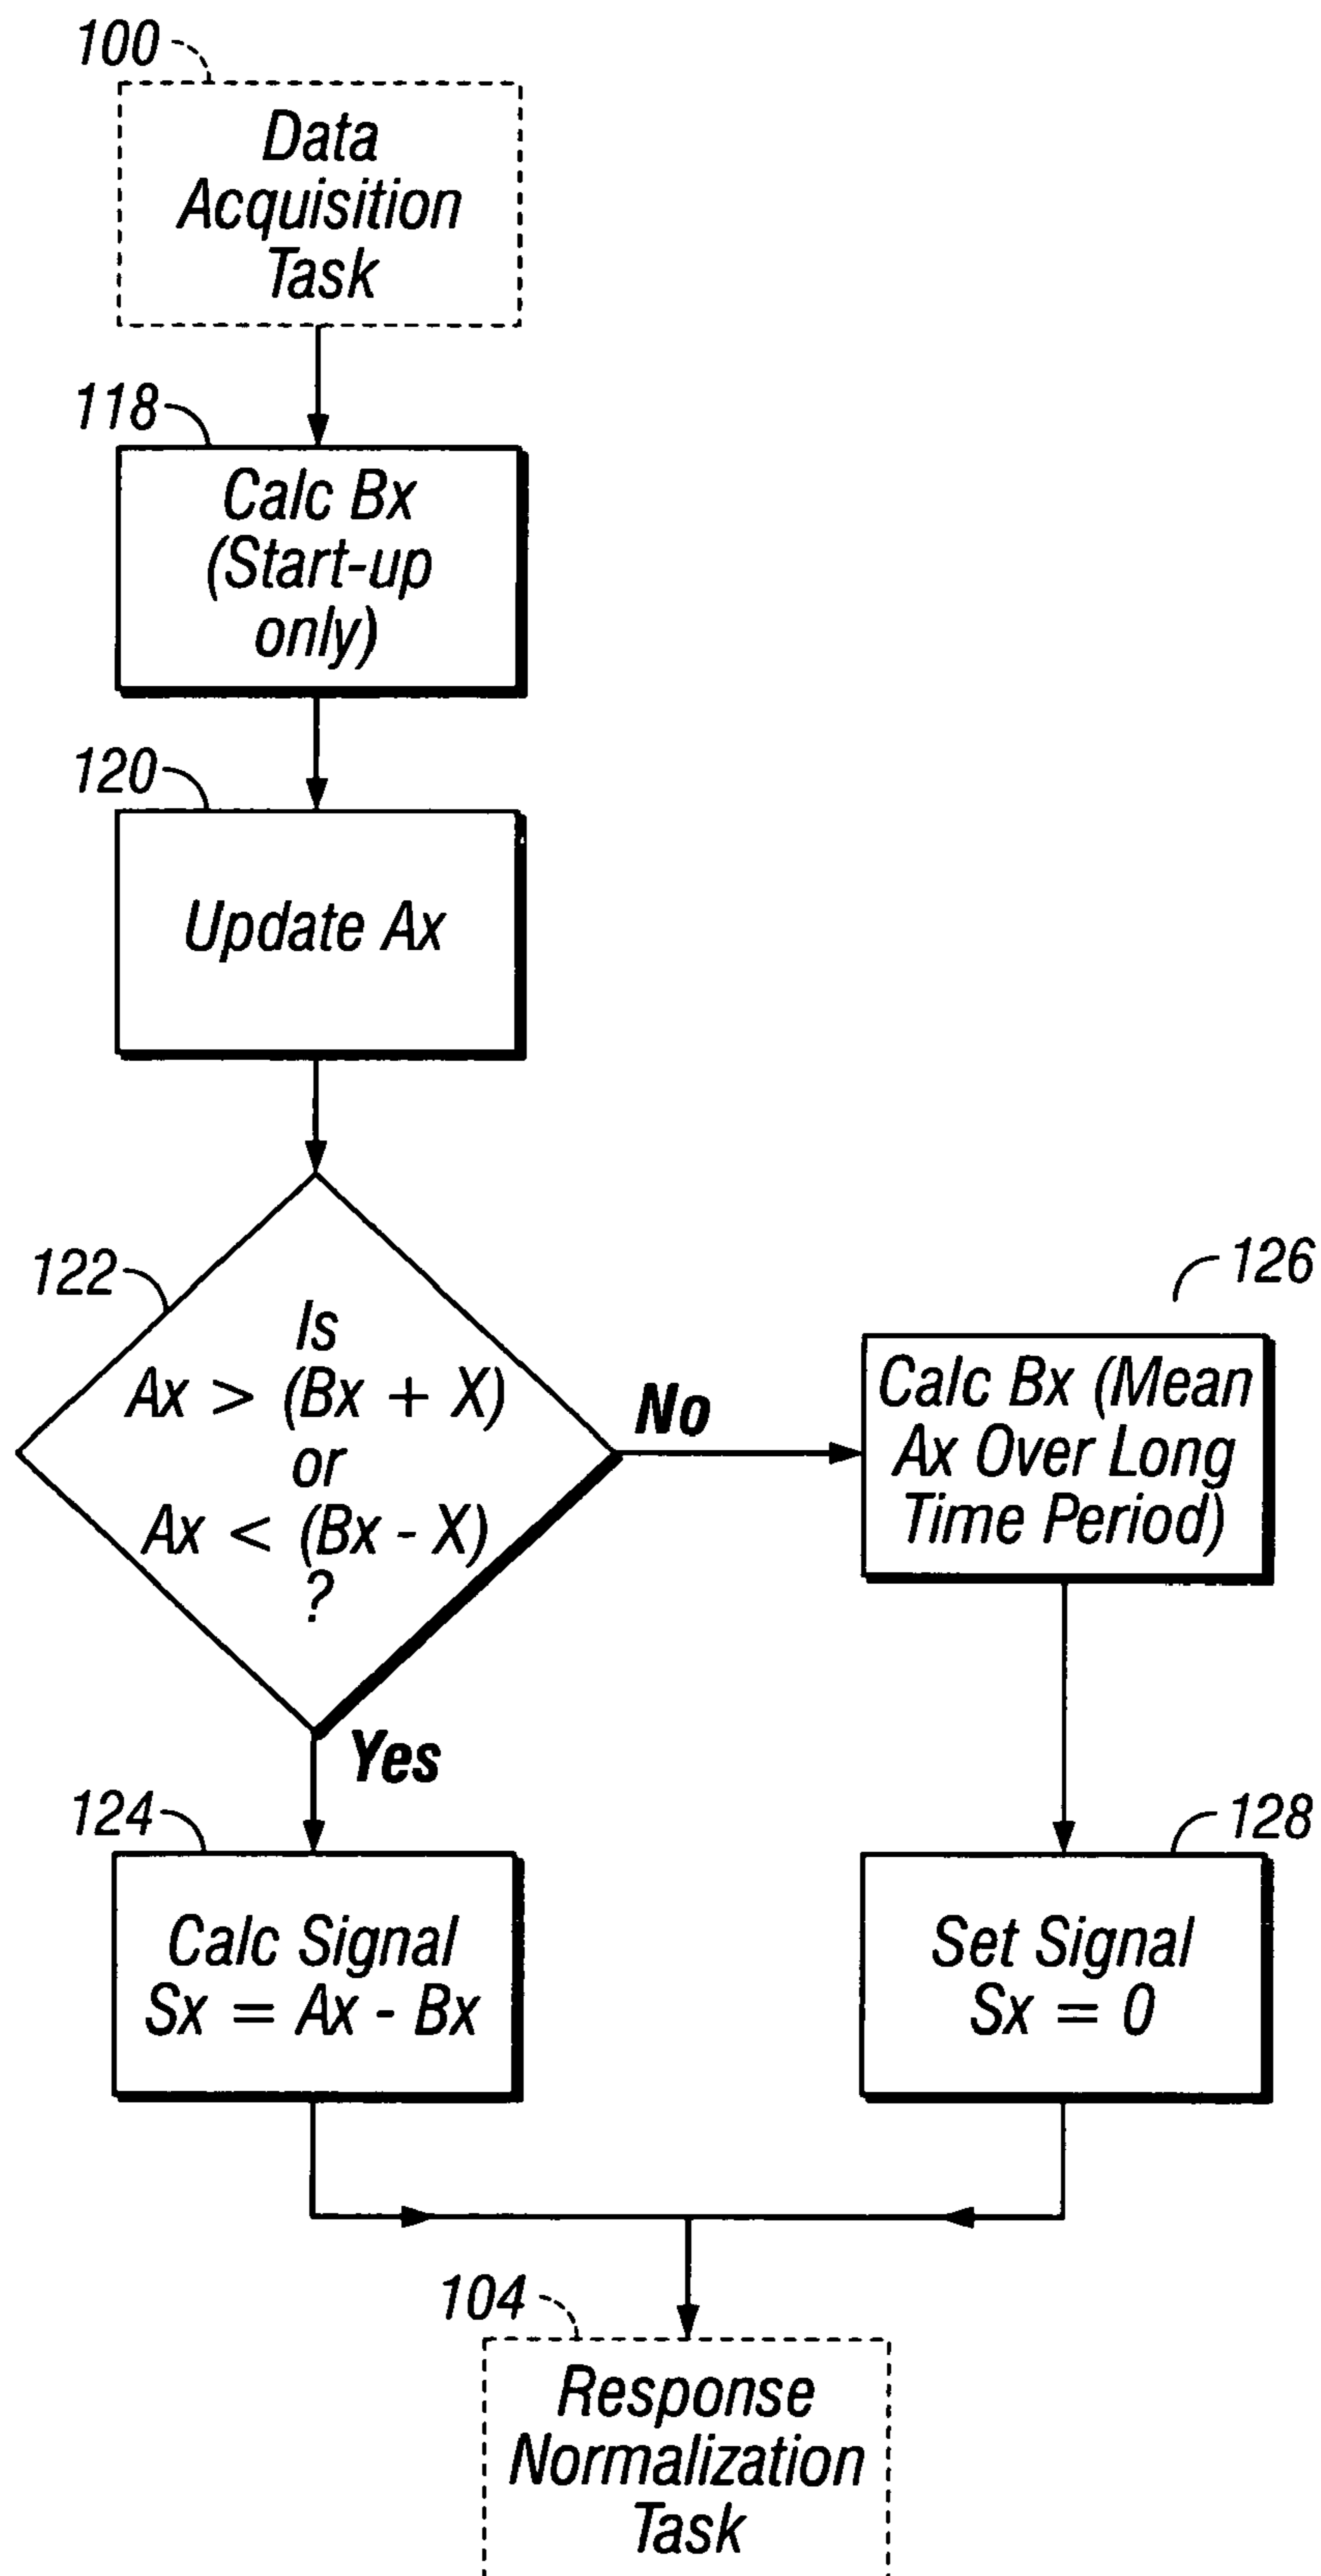 100
Data
Acquisition
Task
118
Calc Bx
(Start-up
only)
120
Update Ax
122
Is
Ax > (Bx + X)
or
Ax < (Bx - X)
?
No
Yes
126
Calc Bx (Mean
Ax Over Long
Time Period)
124
Calc Signal
Sx = Ax - Bx
128
Set Signal
Sx = 0
104
Response
Normalization
Task